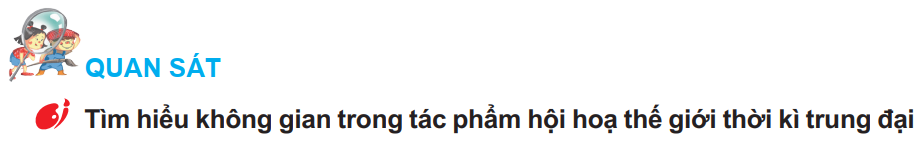 QUAN SÁT
Tìm hiểu không gian trong tác phẩm hội hoạ thế giới thời kì trung đại